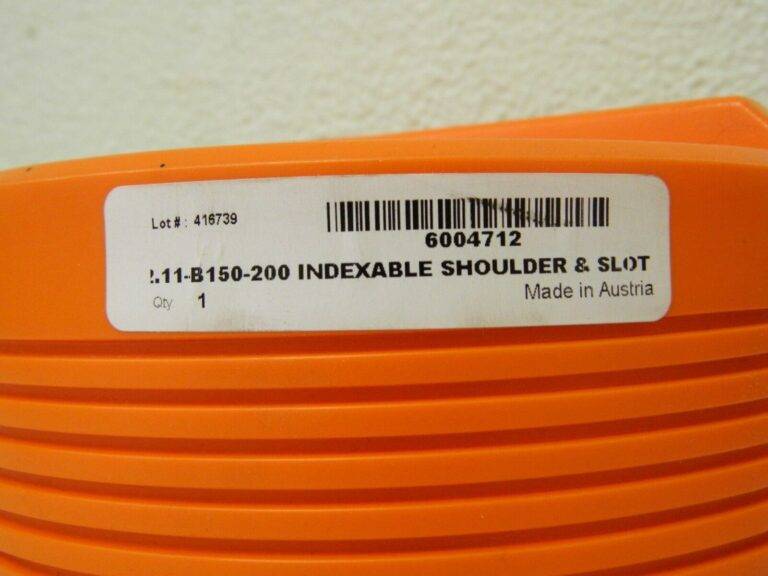 Lot # : 416739
6004712
.11-B150-200 INDEXABLE SHOULDER & SLOT
Qty 1
Made in Austria